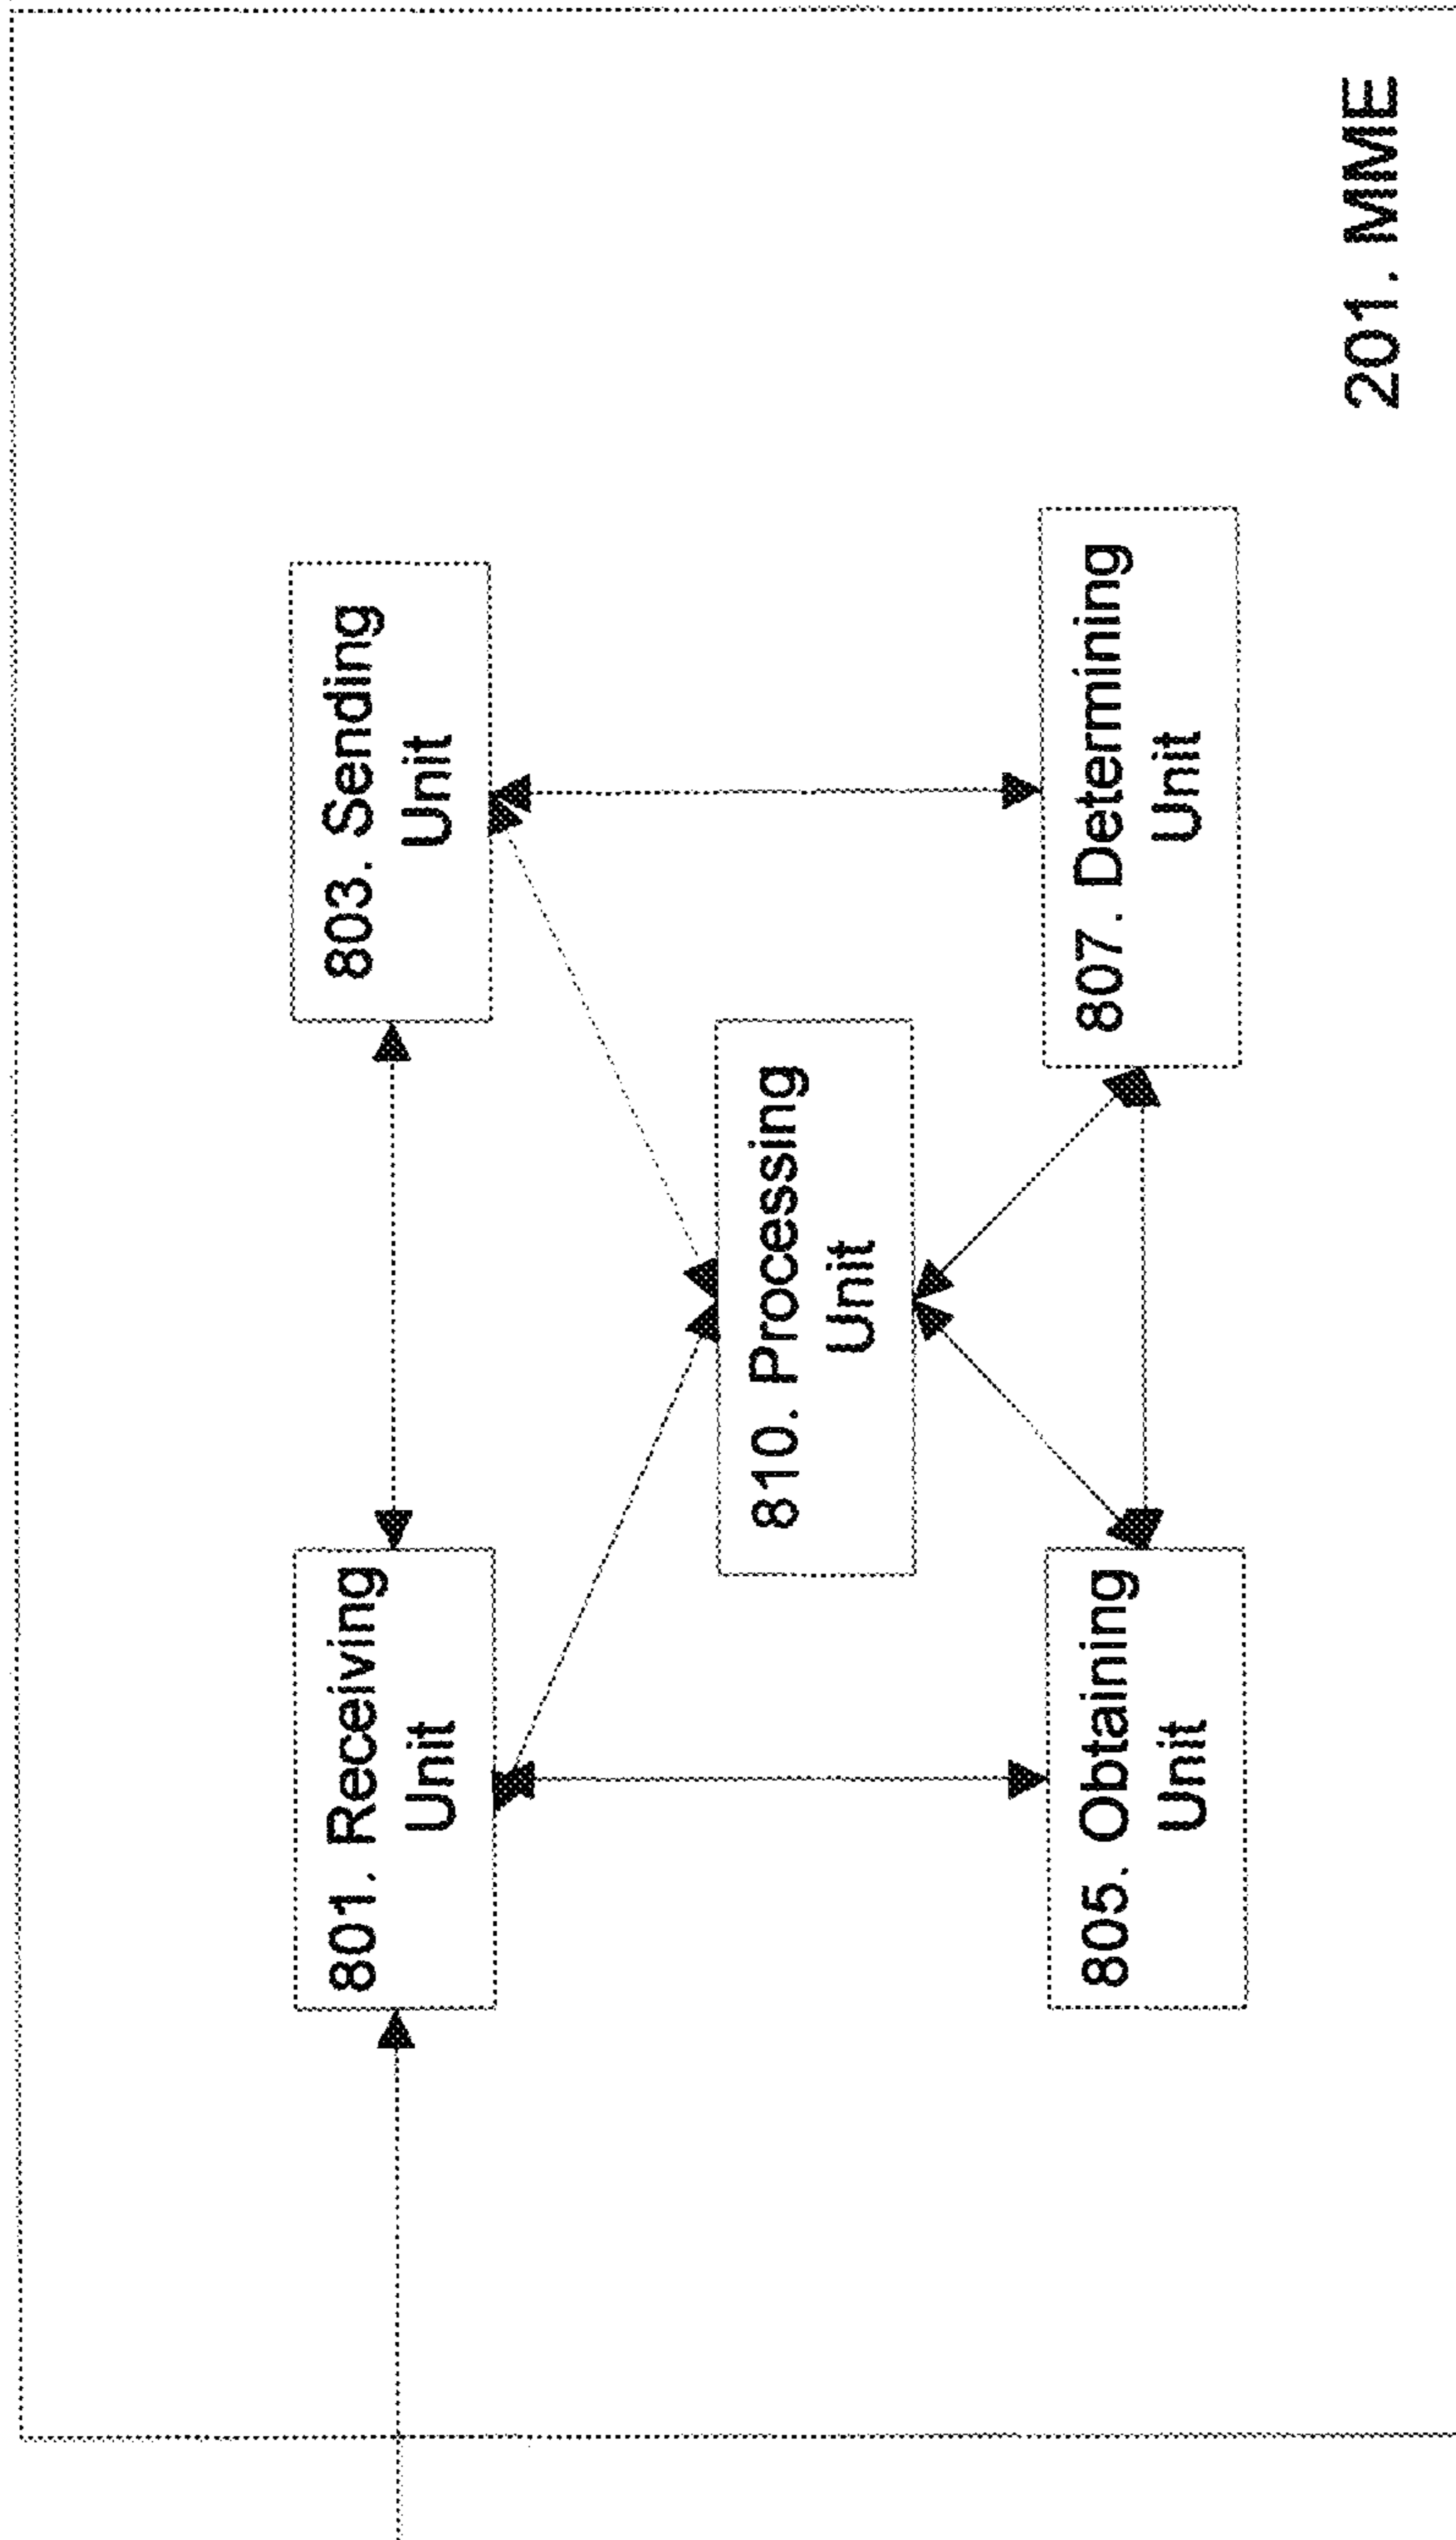 801. Receiving
Unit
803. Sending
Unit
810. Processing
Unit
805. Obtaining
Unit
807. Determining
Unit
201. MME